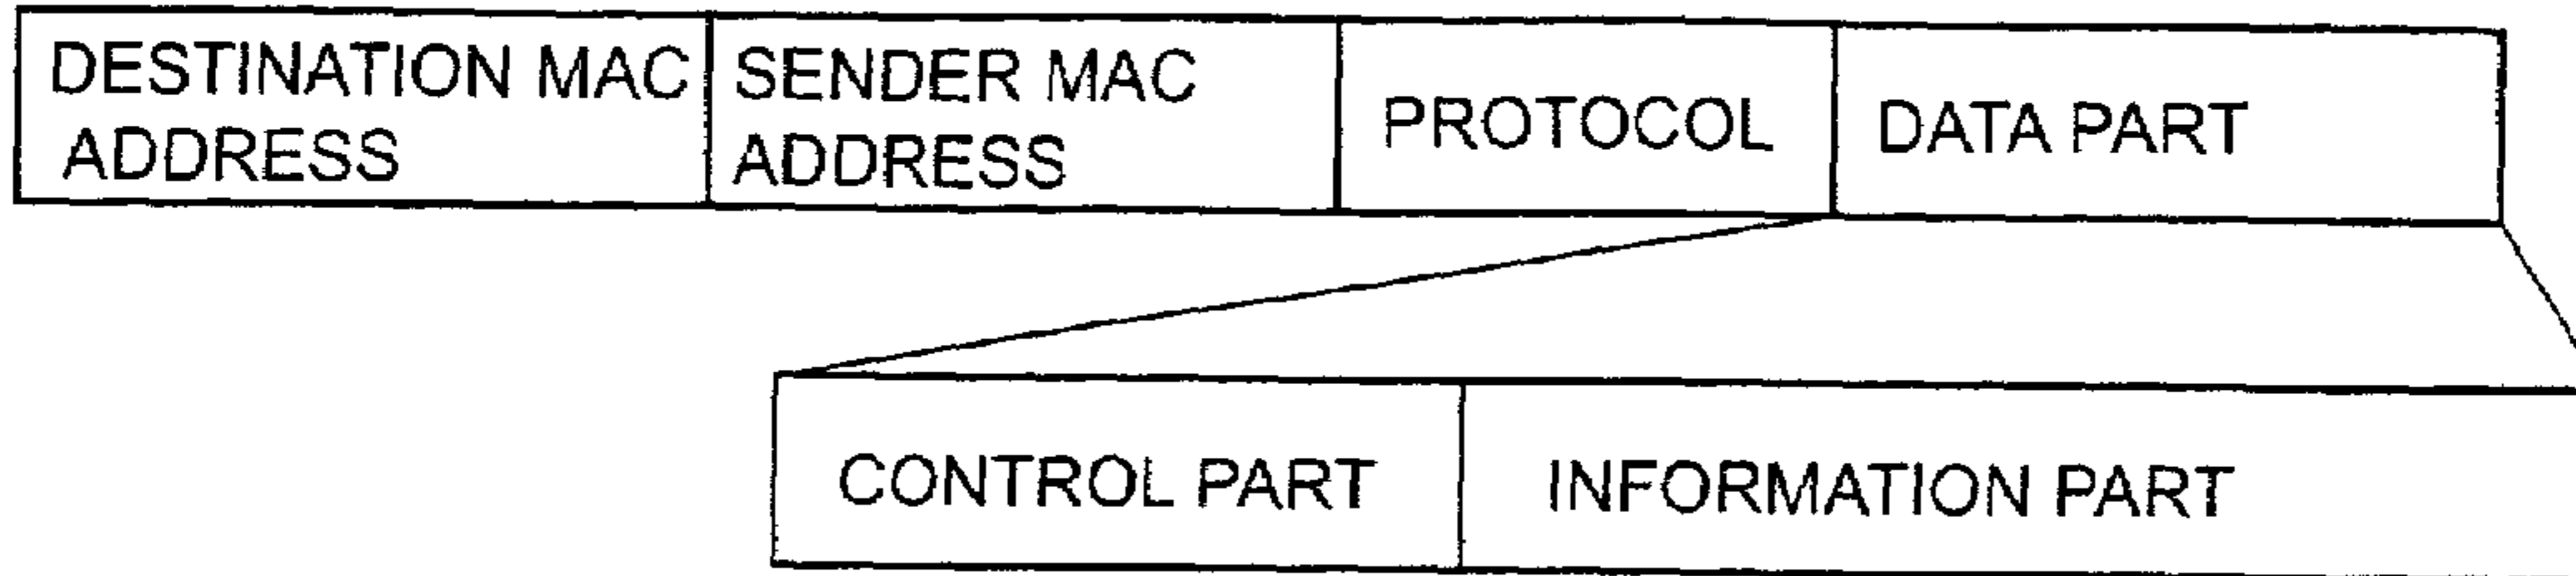 DESTINATION MAC
ADDRESS
SENDER MAC
ADDRESS
PROTOCOL
DATA PART
CONTROL PART
INFORMATION PART